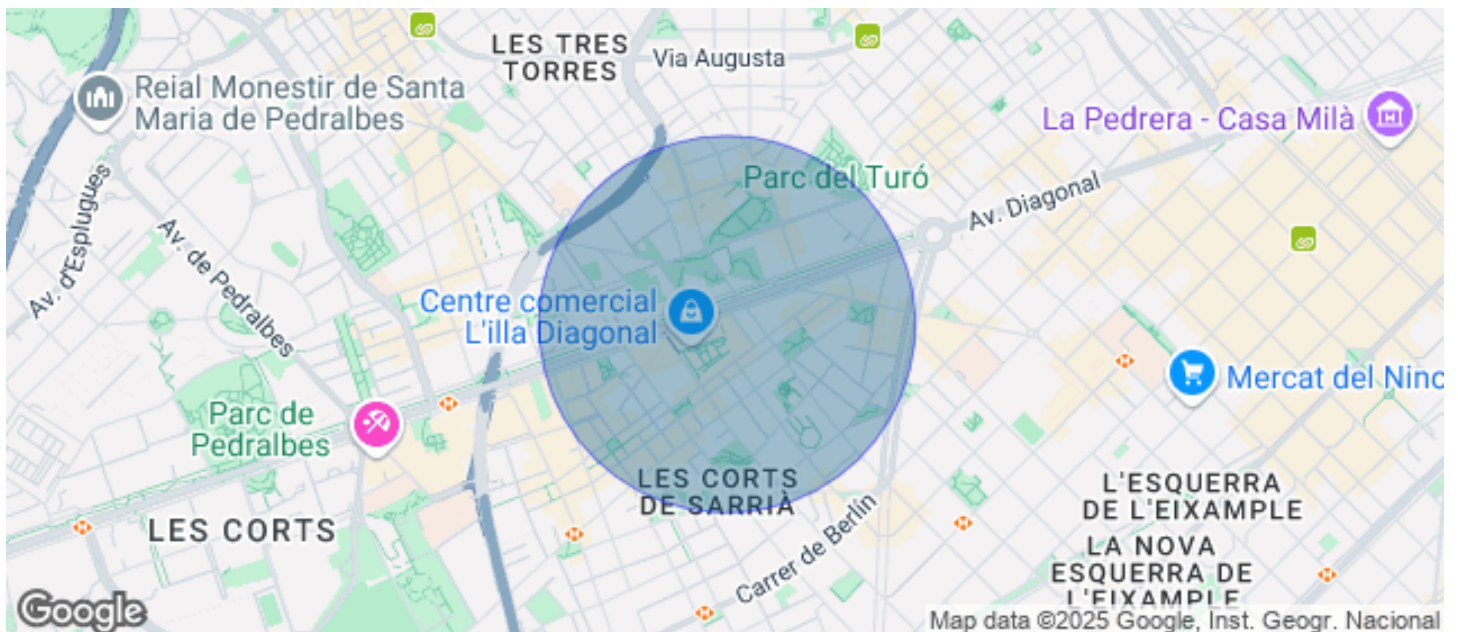 LES TRES
TORRES
Via Augusta
Reial Monestir de Santa
Maria de Pedralbes
La Pedrera - Casa Milà
Parc del Turó
Av. Diagonal
Av. d'Esplugues
Av. de Pedralbes
Centre comercial
L'illa Diagonal
Mercat del Ninc
Parc de
Pedralbes
LES CORTS
DE SARRIÀ
L'ESQUERRA
DE L'EIXAMPLE
LES CORTS
LA NOVA
ESQUERRA DE
L'EIXAMPLE
Carrer de Berlín
Google
Map data ©2025 Google, Inst. Geogr. Nacional